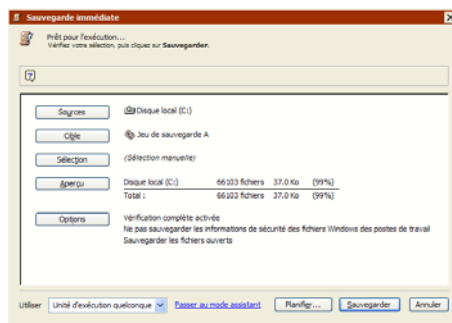 Sauvegarde immédiate
Prêt pour l'exécution...
Vérifiez votre sélection, puis cliquez sur Sauvegarder.
Sources
Disque local (C:)
Cible
Jeu de sauvegarde A
Sélection
(Sélection manuelle)
Aperçu
Disque local (C:) 66103 fichiers 37.0 Ko (99%)
Total : 66103 fichiers 37.0 Ko (99%)
Options
Vérification complète activée
Ne pas sauvegarder les informations de sécurité des fichiers Windows des postes de travail
Sauvegarder les fichiers ouverts
Utiliser Unité d'exécution quelconque Passer au mode assistant Planifier... Sauvegarder Annuler